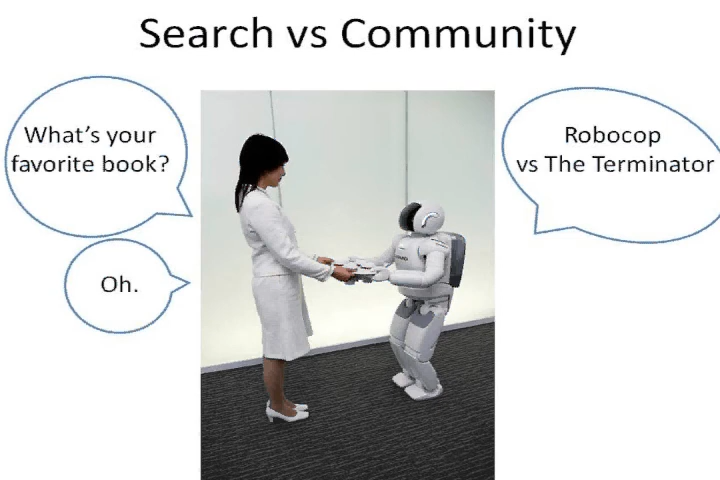 Search vs Community
What's your
favorite book?
Robocop
vs The Terminator
Oh.